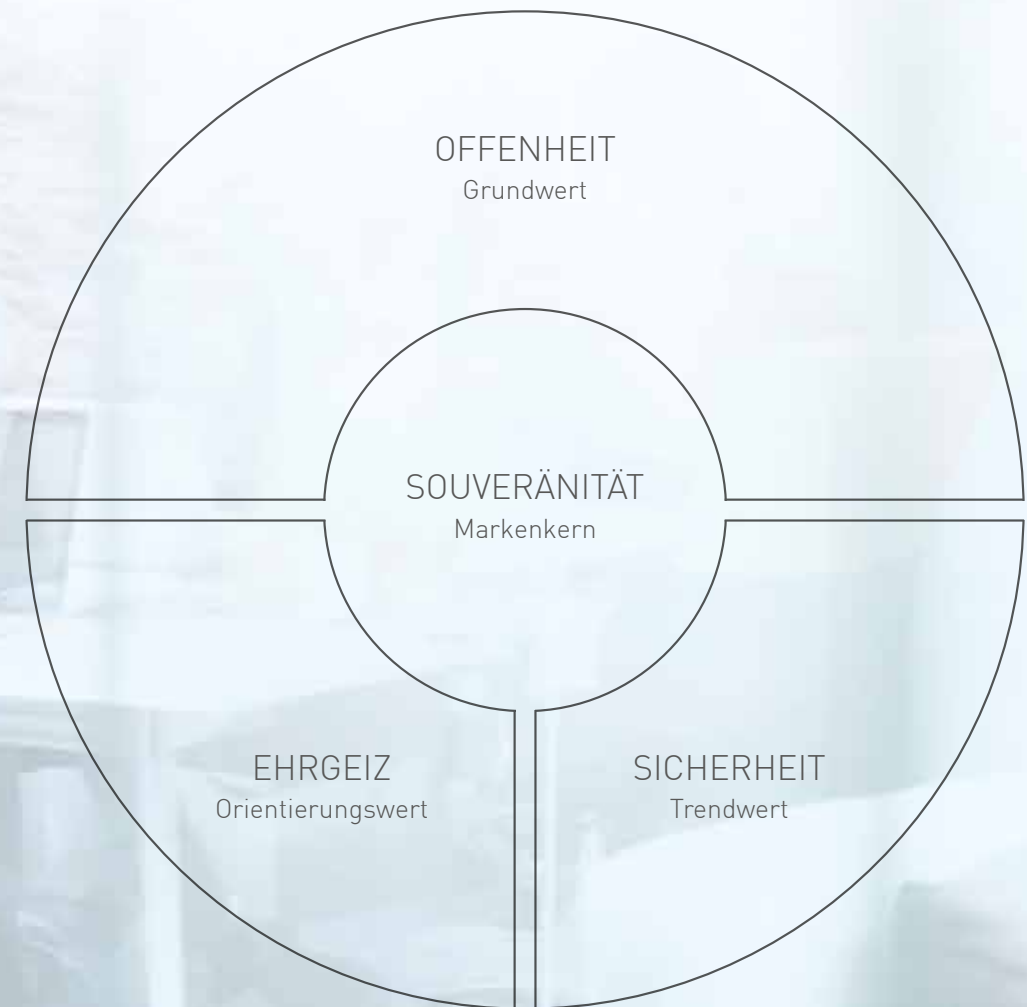 OFFENHEIT
Grundwert
SOUVERÄNITÄT
Markenkern
EHRGEIZ
Orientierungswert
SICHERHEIT
Trendwert